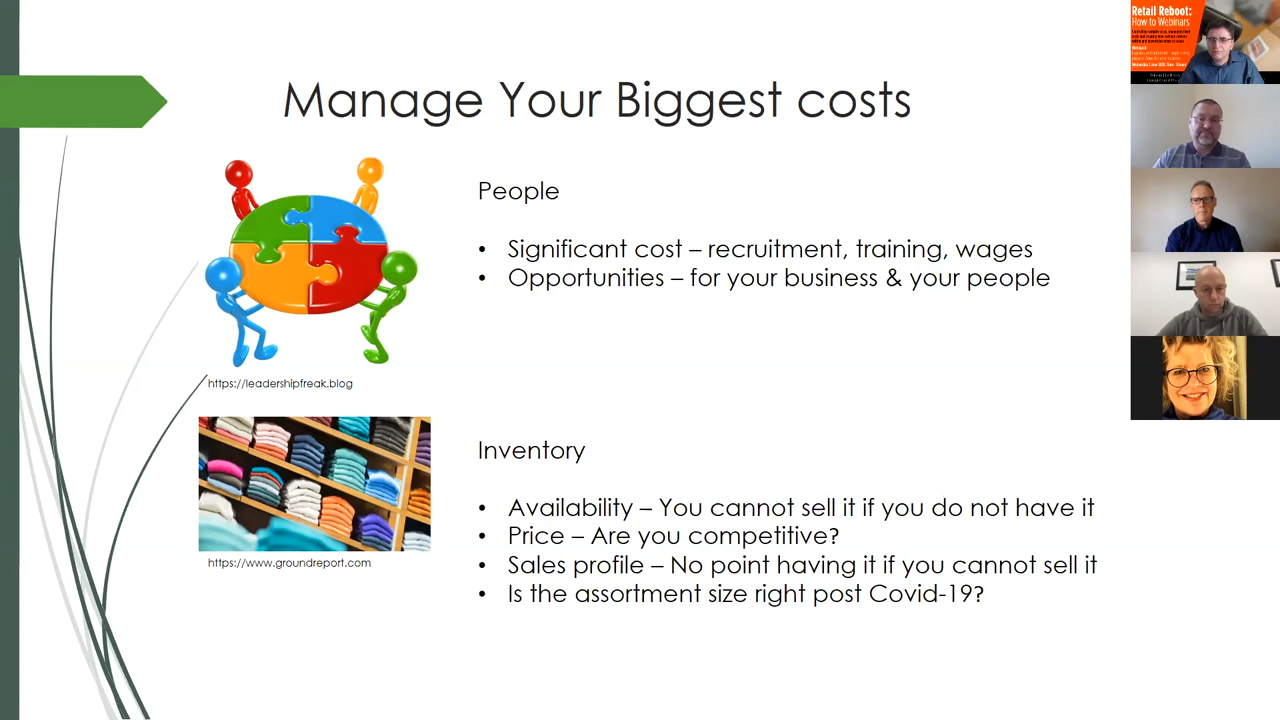 Manage Your Biggest costs
People
• Significant cost – recruitment, training, wages
• Opportunities – for your business & your people
https://leadershipfreak.blog
Inventory
• Availability – You cannot sell it if you do not have it
• Price – Are you competitive?
• Sales profile – No point having it if you cannot sell it
• Is the assortment size right post Covid-19?
https://www.groundreport.com
Retail Reboot:
How to Webinars